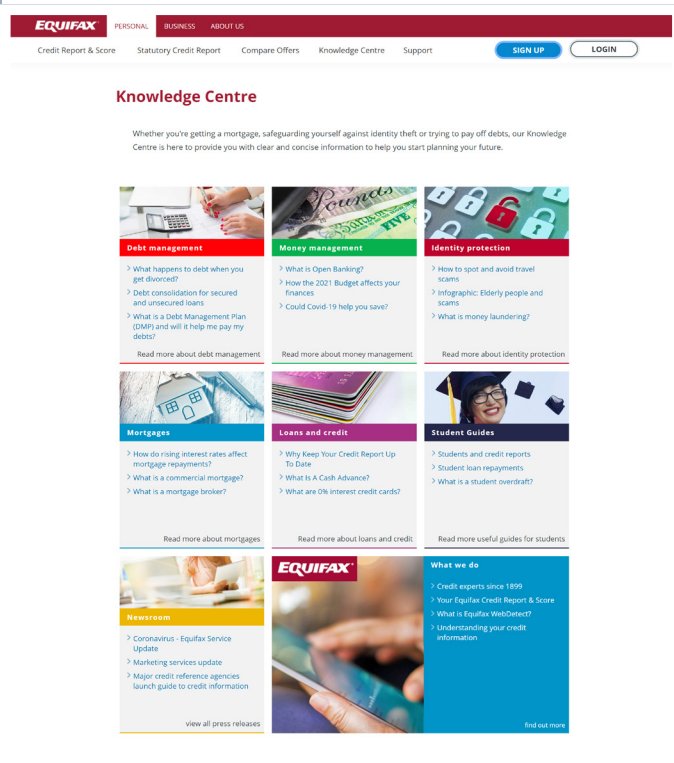 EQUIFAX PERSONAL BUSINESS ABOUT US
Credit Report & Score Statutory Credit Report Compare Offers Knowledge Centre Support SIGN UP LOGIN
Knowledge Centre
Whether you're getting a mortgage, safeguarding yourself against identity theft or trying to pay off debts, our Knowledge
Centre is here to provide you with clear and concise information to help you start planning your future.
Debt management
> What happens to debt when you
get divorced?
> Debt consolidation for secured
and unsecured loans
> What is a Debt Management Plan
(DMP) and will it help me pay my
debts?
Read more about debt management
Pounds
FIVE
Money management
> What is Open Banking?
> How the 2021 Budget affects your
finances
> Could Covid-19 help you save?
Read more about money management
Identity protection
> How to spot and avoid travel
scams
> Infographic: Elderly people and
scams
> What is money laundering?
Read more about identity protection
Mortgages
> How do rising interest rates affect
mortgage repayments?
> What is a commercial mortgage?
> What is a mortgage broker?
Read more about mortgages
Loans and credit
> Why Keep Your Credit Report Up
To Date
> What Is A Cash Advance?
> What are 0% interest credit cards?
Read more about loans and credit
Student Guides
> Students and credit reports
> Student loan repayments
> What is a student overdraft?
Read more useful guides for students
Newsroom
> Coronavirus - Equifax Service
Update
> Marketing services update
> Major credit reference agencies
launch guide to credit information
view all press releases
EQUIFAX
What we do
> Credit experts since 1899
> Your Equifax Credit Report & Score
> What is Equifax WebDetect?
> Understanding your credit
information
find out more